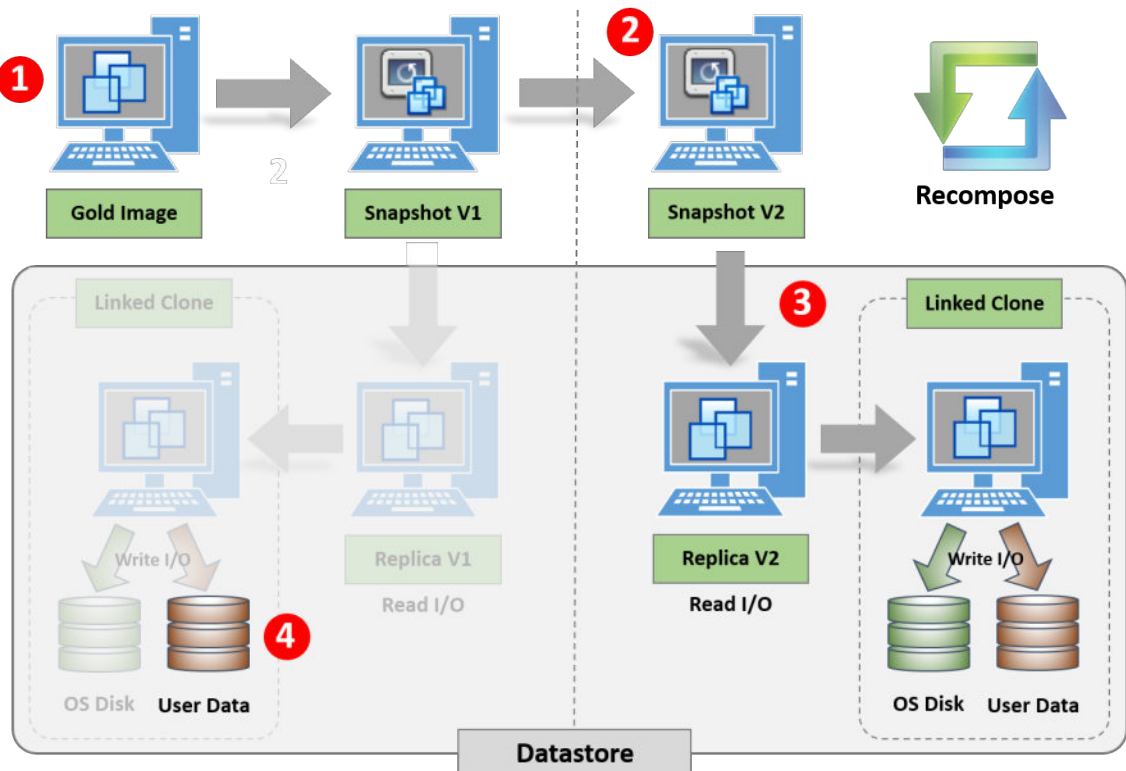 1
2
Recompose
2
Gold Image
Snapshot V1
Snapshot V2
3
Linked Clone
Linked Clone
Write I/O
Write I/O
Replica V1
Replica V2
Read I/O
Read I/O
4
OS Disk
User Data
OS Disk
User Data
Datastore